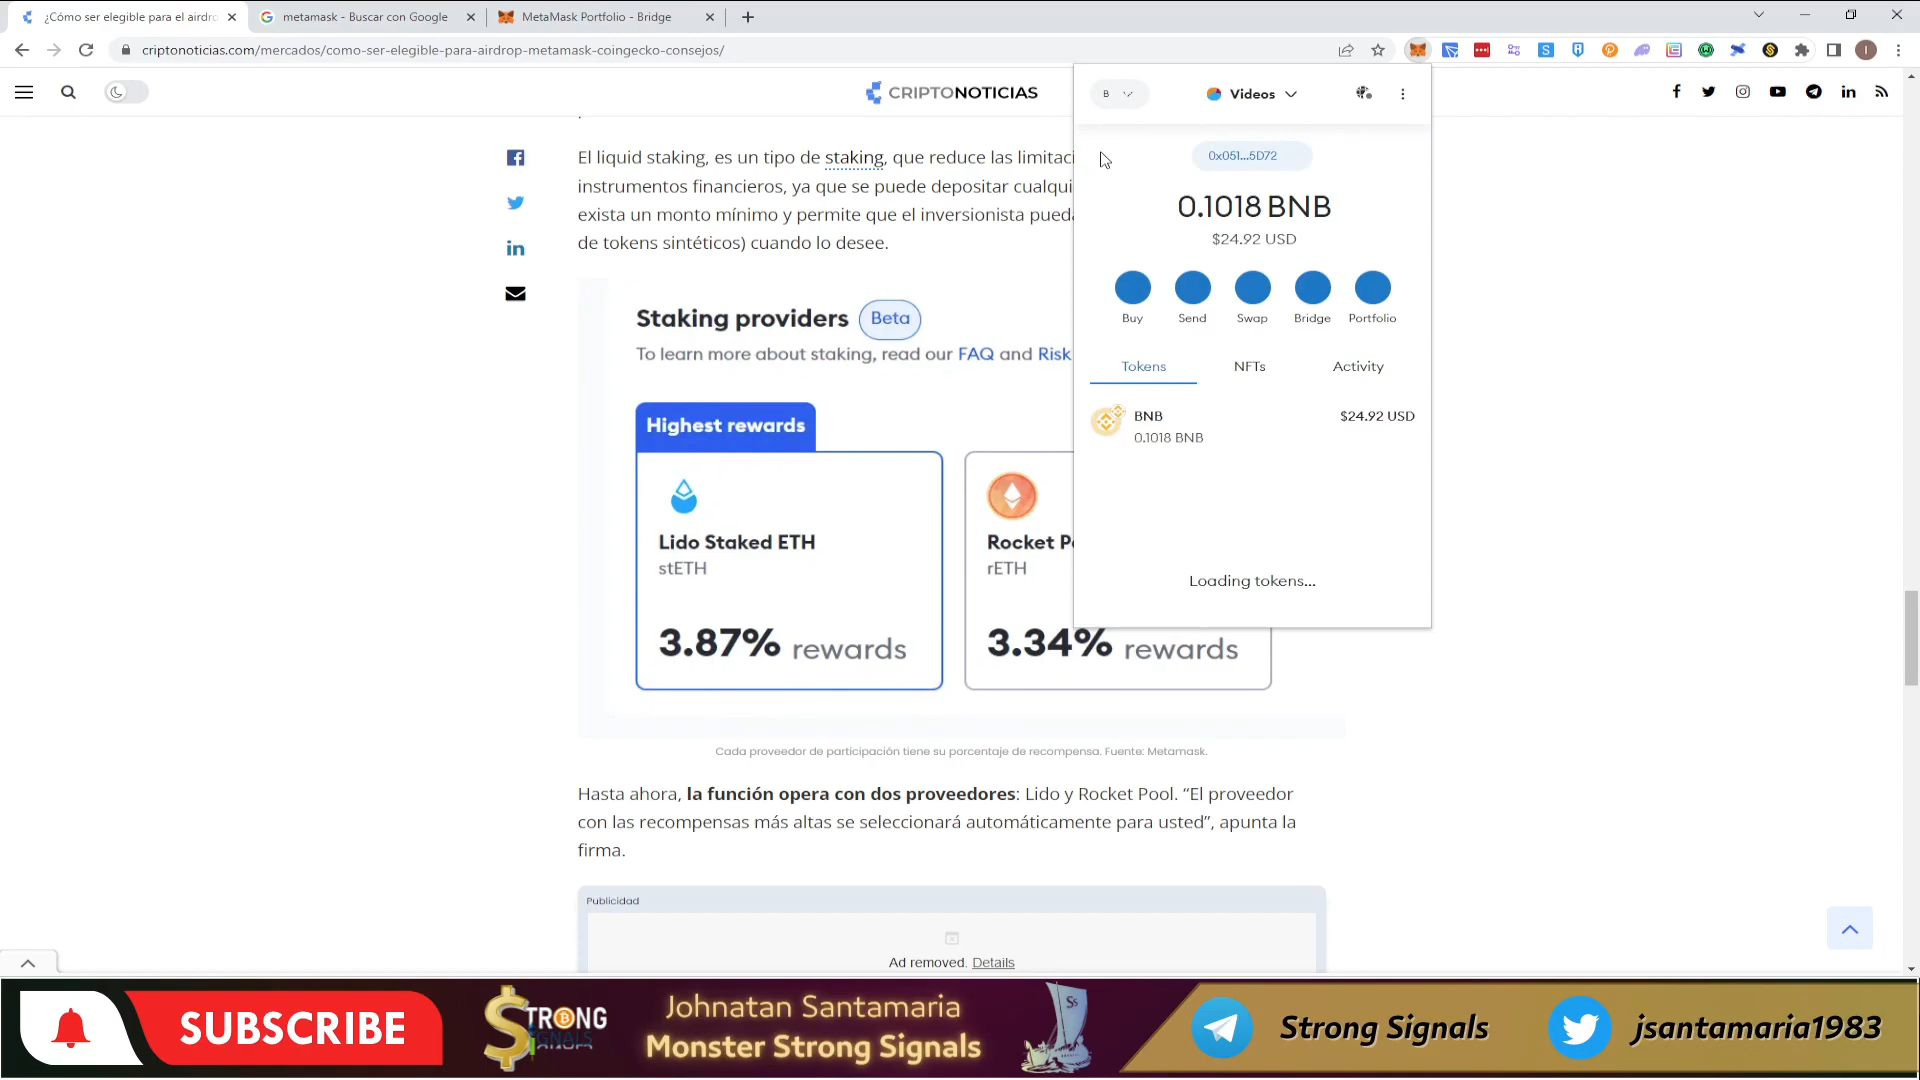 ¿Cómo ser elegible para el airdro
metamask - Buscar con Google
MetaMask Portfolio - Bridge
criptonoticias.com/mercados/como-ser-elegible-para-airdrop-metamask-coingecko-consejos/
CRIPTONOTICIAS
El liquid staking, es un tipo de staking, que reduce las limitaci
instrumentos financieros, ya que se puede depositar cualqui
exista un monto mínimo y permite que el inversionista pueda
de tokens sintéticos) cuando lo desee.
Staking providers Beta
To learn more about staking, read our FAQ and Risk
Highest rewards
Lido Staked ETH
stETH
3.87% rewards
Rocket P
rETH
3.34% rewards
B
Videos
0x051...5D72
0.1018 BNB
$24.92 USD
Buy Send Swap Bridge Portfolio
Tokens NFTs Activity
BNB $24.92 USD
0.1018 BNB
Loading tokens...
Cada proveedor de participación tiene su porcentaje de recompensa. Fuente: Metamask.
Hasta ahora, la función opera con dos proveedores: Lido y Rocket Pool. “El proveedor
con las recompensas más altas se seleccionará automáticamente para usted”, apunta la
firma.
Publicidad
Ad removed. Details
SUBSCRIBE
STRONG
SIGNALS
Johnatan Santamaria
Monster Strong Signals
Ss
Strong Signals
jsantamaria1983